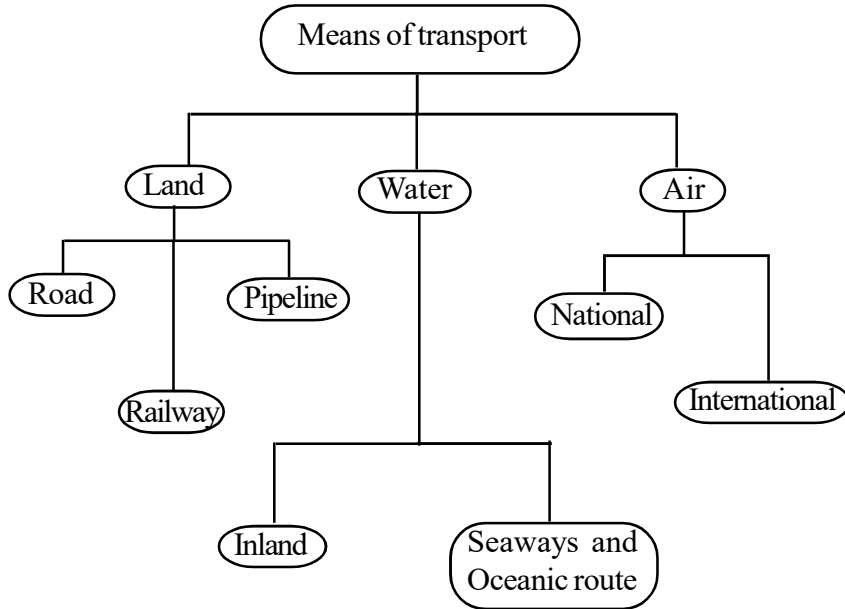 Means of transport
Land
Water
Air
Road
Pipeline
National
Railway
International
Inland
Seaways and
Oceanic route